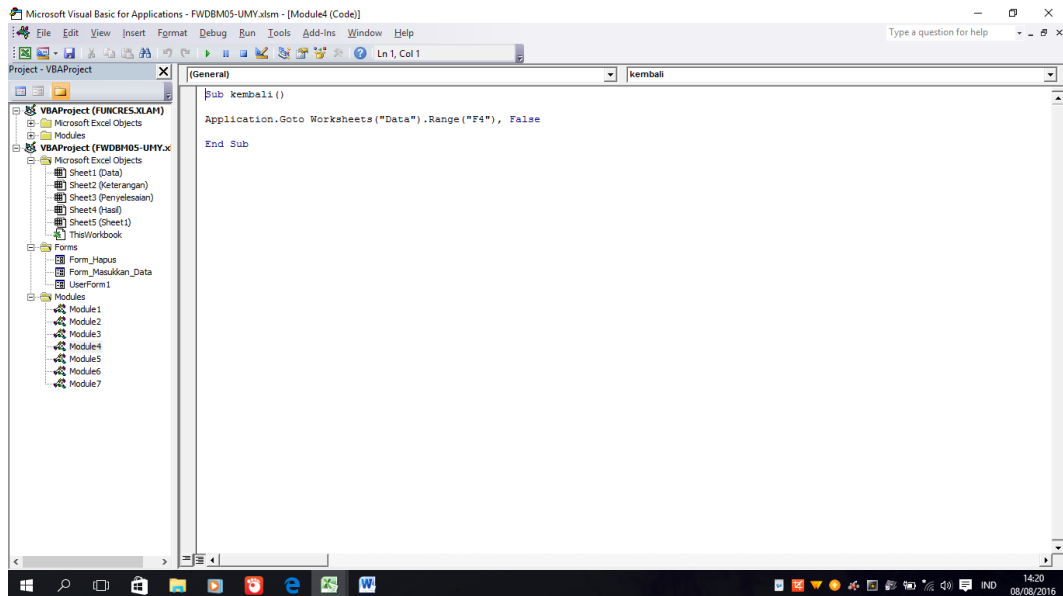 Microsoft Visual Basic for Applications - FWDBM05-UMY.xlsm - [Module4 (Code)]
File Edit View Insert Format Debug Run Tools Add-Ins Window Help
Type a question for help
Ln 1, Col 1
Project - VBAProject
(General)
kembali
VBAProject (FUNCRES.XLAM)
Microsoft Excel Objects
Modules
VBAProject (FWDBM05-UMY.x
Microsoft Excel Objects
Sheet1 (Data)
Sheet2 (Keterangan)
Sheet3 (Penyelesaian)
Sheet4 (Hasil)
Sheet5 (Sheet1)
ThisWorkbook
Forms
Form_Hapus
Form_Masukkan_Data
UserForm1
Modules
Module1
Module2
Module3
Module4
Module5
Module6
Module7
Sub kembali()
Application.Goto Worksheets("Data").Range("F4"), False
End Sub
IND
14:20
08/08/2016